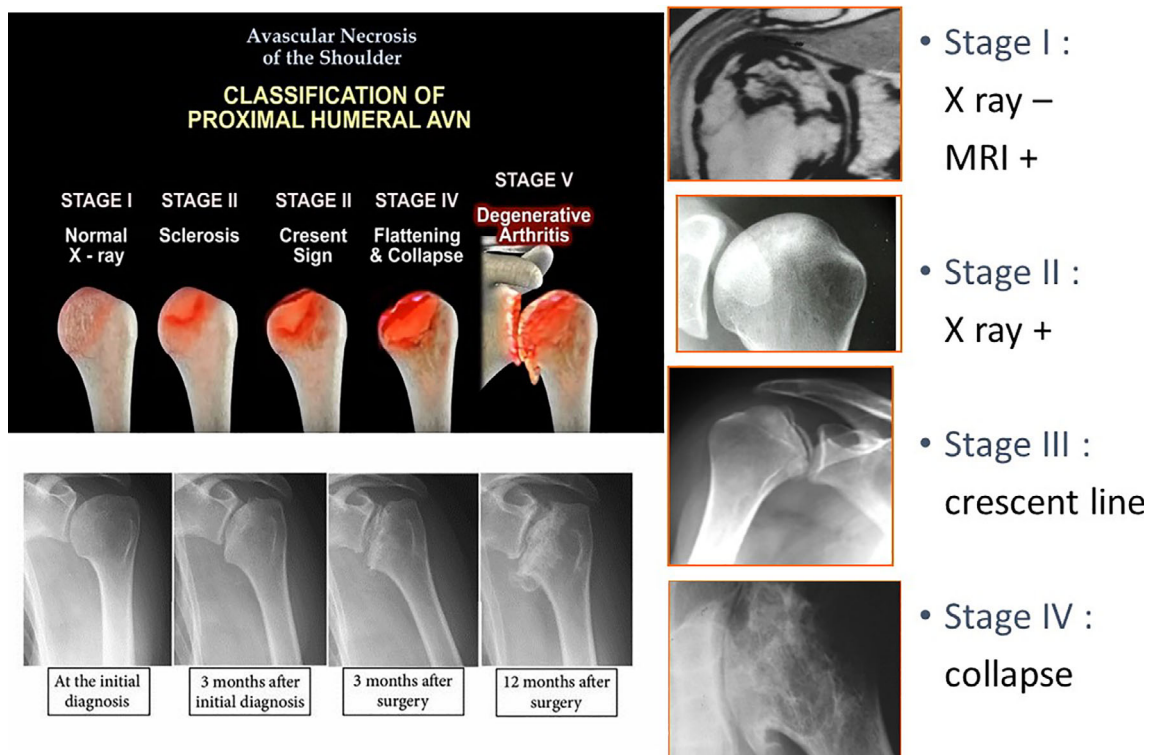 Avascular Necrosis
of the Shoulder
CLASSIFICATION OF
PROXIMAL HUMERAL AVN
STAGE I
Normal
X - ray
STAGE II
Sclerosis
STAGE II
Cresent
Sign
STAGE IV
Flattening
& Collapse
STAGE V
Degenerative
Arthritis
At the initial
diagnosis
3 months after
initial diagnosis
3 months after
surgery
12 months after
surgery
• Stage I :
X ray –
MRI +
• Stage II :
X ray +
• Stage III :
crescent line
• Stage IV :
collapse